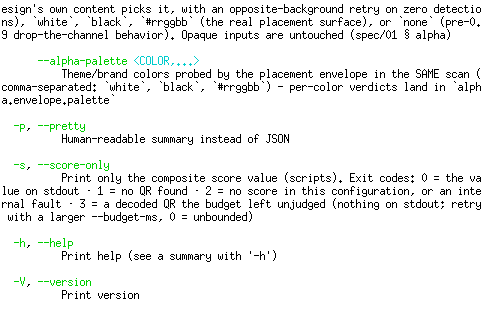 esign's own content picks it, with an opposite-background retry on zero detectio
ns), `white`, `black`, `#rrggbb` (the real placement surface), or `none` (pre-0.
9 drop-the-channel behavior). Opaque inputs are untouched (spec/01 § alpha)
--alpha-palette <COLOR,...>
Theme/brand colors probed by the placement envelope in the SAME scan (
comma-separated: `white`, `black`, `#rrggbb`) - per-color verdicts land in `alph
a.envelope.palette`
-p, --pretty
Human-readable summary instead of JSON
-s, --score-only
Print only the composite score value (scripts). Exit codes: 0 = the va
lue on stdout · 1 = no QR found · 2 = no score in this configuration, or an inte
rnal fault · 3 = a decoded QR the budget left unjudged (nothing on stdout; retry
with a larger --budget-ms, 0 = unbounded)
-h, --help
Print help (see a summary with '-h')
-V, --version
Print version